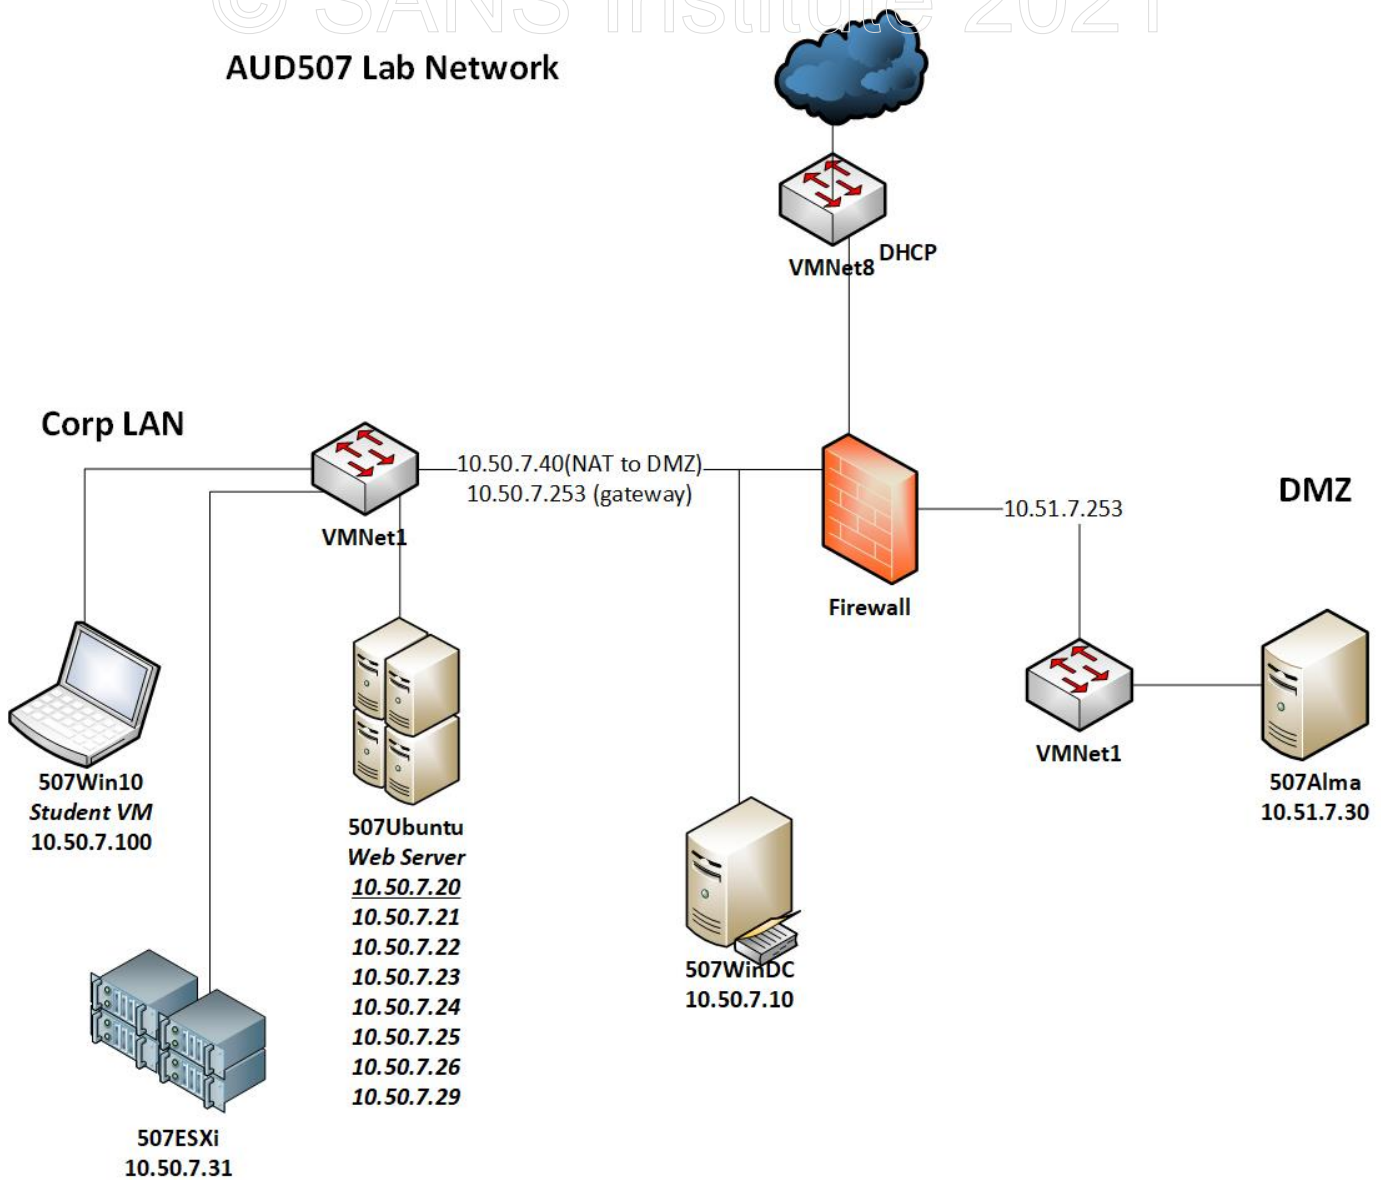 © SANS Institute 2021
AUD507 Lab Network
DHCP
VMNet8
Corp LAN
10.50.7.40(NAT to DMZ)
10.50.7.253 (gateway)
VMNet1
DMZ
10.51.7.253
Firewall
VMNet1
507Win10
Student VM
10.50.7.100
507Ubuntu
Web Server
10.50.7.20
10.50.7.21
10.50.7.22
10.50.7.23
10.50.7.24
10.50.7.25
10.50.7.26
10.50.7.29
507WinDC
10.50.7.10
507Alma
10.51.7.30
507ESXi
10.50.7.31